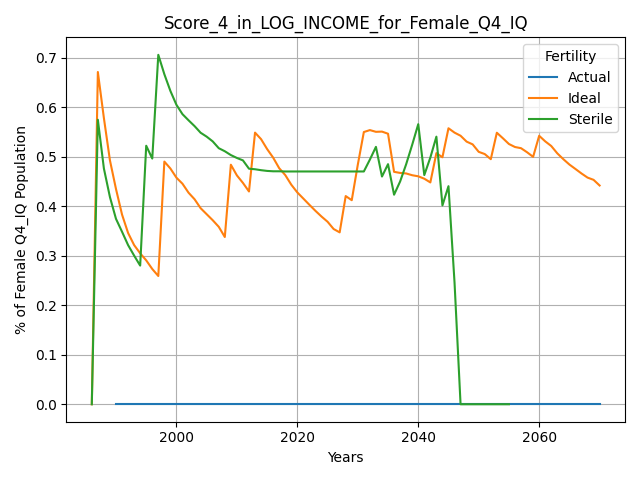 Score_4_in_LOG_INCOME_for_Female_Q4_IQ
% of Female Q4_IQ Population
0.7
0.6
0.5
0.4
0.3
0.2
0.1
0.0
Fertility
Actual
Ideal
Sterile
2000
2020
2040
2060
Years